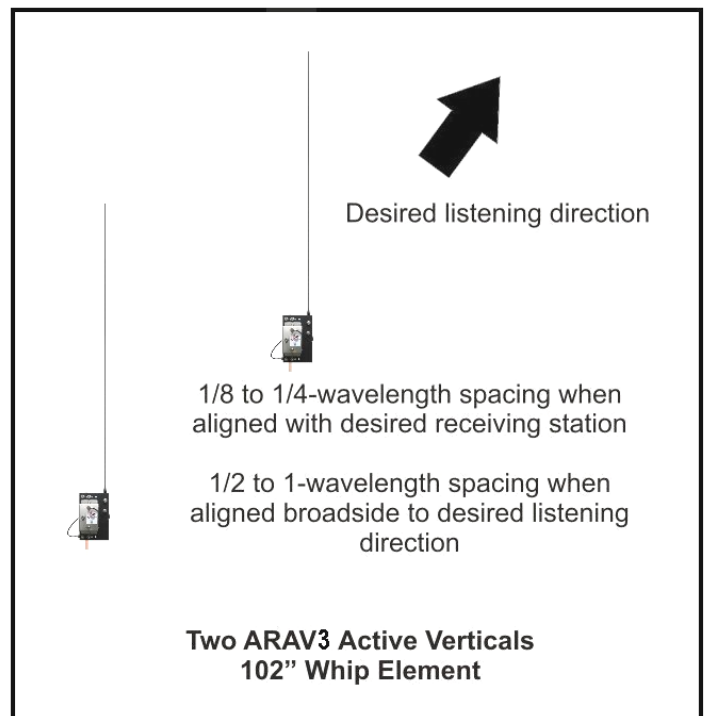 Desired listening direction
1/8 to 1/4-wavelength spacing when
aligned with desired receiving station
1/2 to 1-wavelength spacing when
aligned broadside to desired listening
direction
Two ARAV3 Active Verticals
102” Whip Element